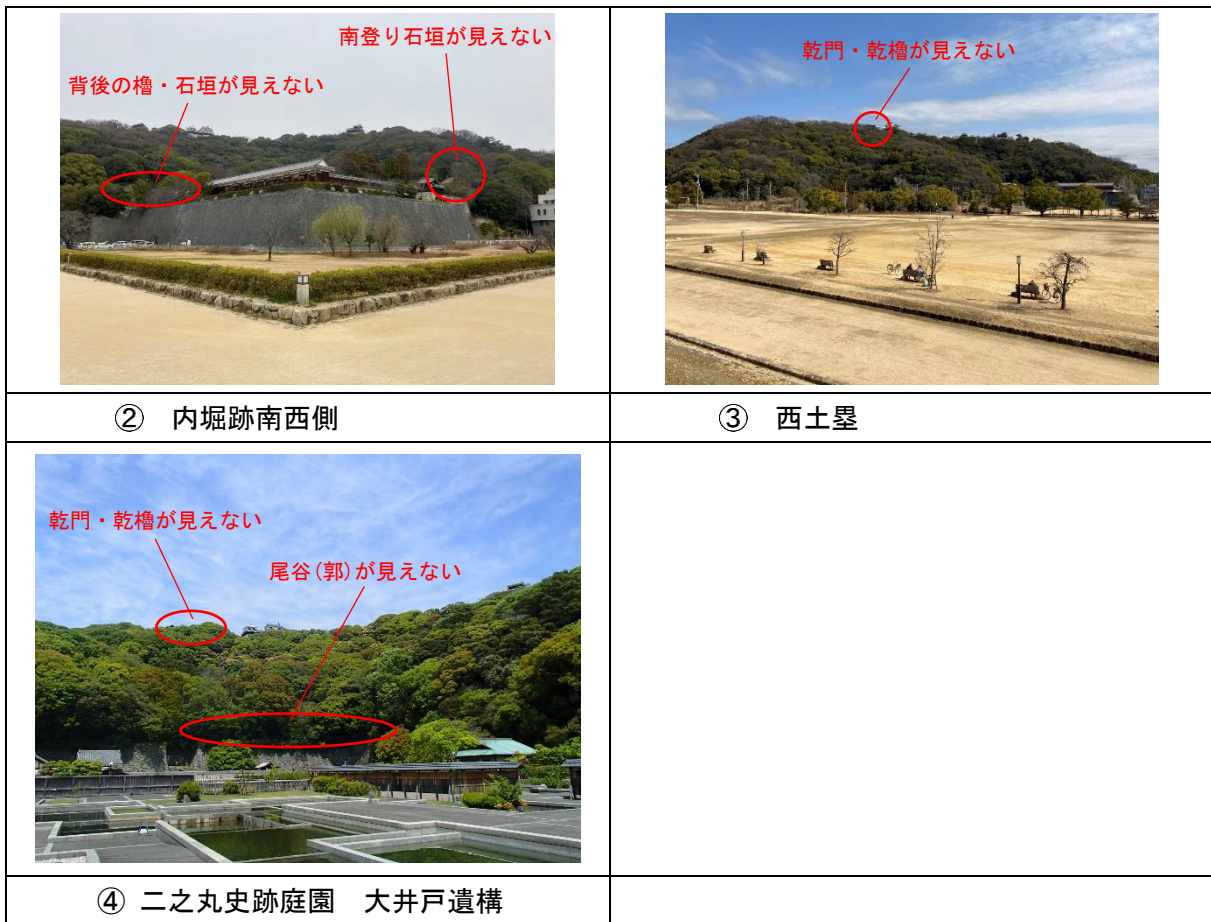 南登り石垣が見えない
背後の櫓・石垣が見えない
乾門・乾櫓が見えない
② 内堀跡南西側
③ 西土塁
乾門・乾櫓が見えない
尾谷(郭)が見えない
④ 二之丸史跡庭園 大井戸遺構